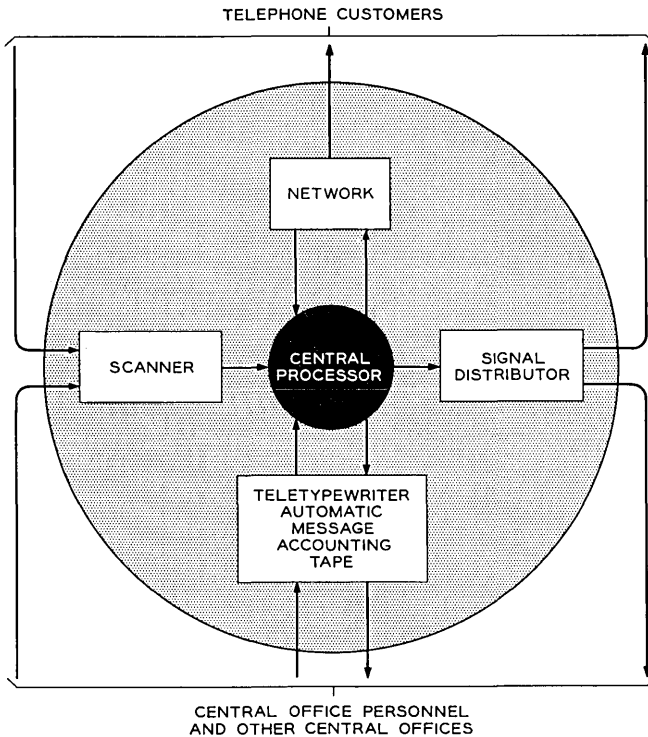 TELEPHONE CUSTOMERS
NETWORK
SCANNER
CENTRAL
PROCESSOR
SIGNAL
DISTRIBUTOR
TELETYPEWRITER
AUTOMATIC
MESSAGE
ACCOUNTING
TAPE
CENTRAL OFFICE PERSONNEL
AND OTHER CENTRAL OFFICES